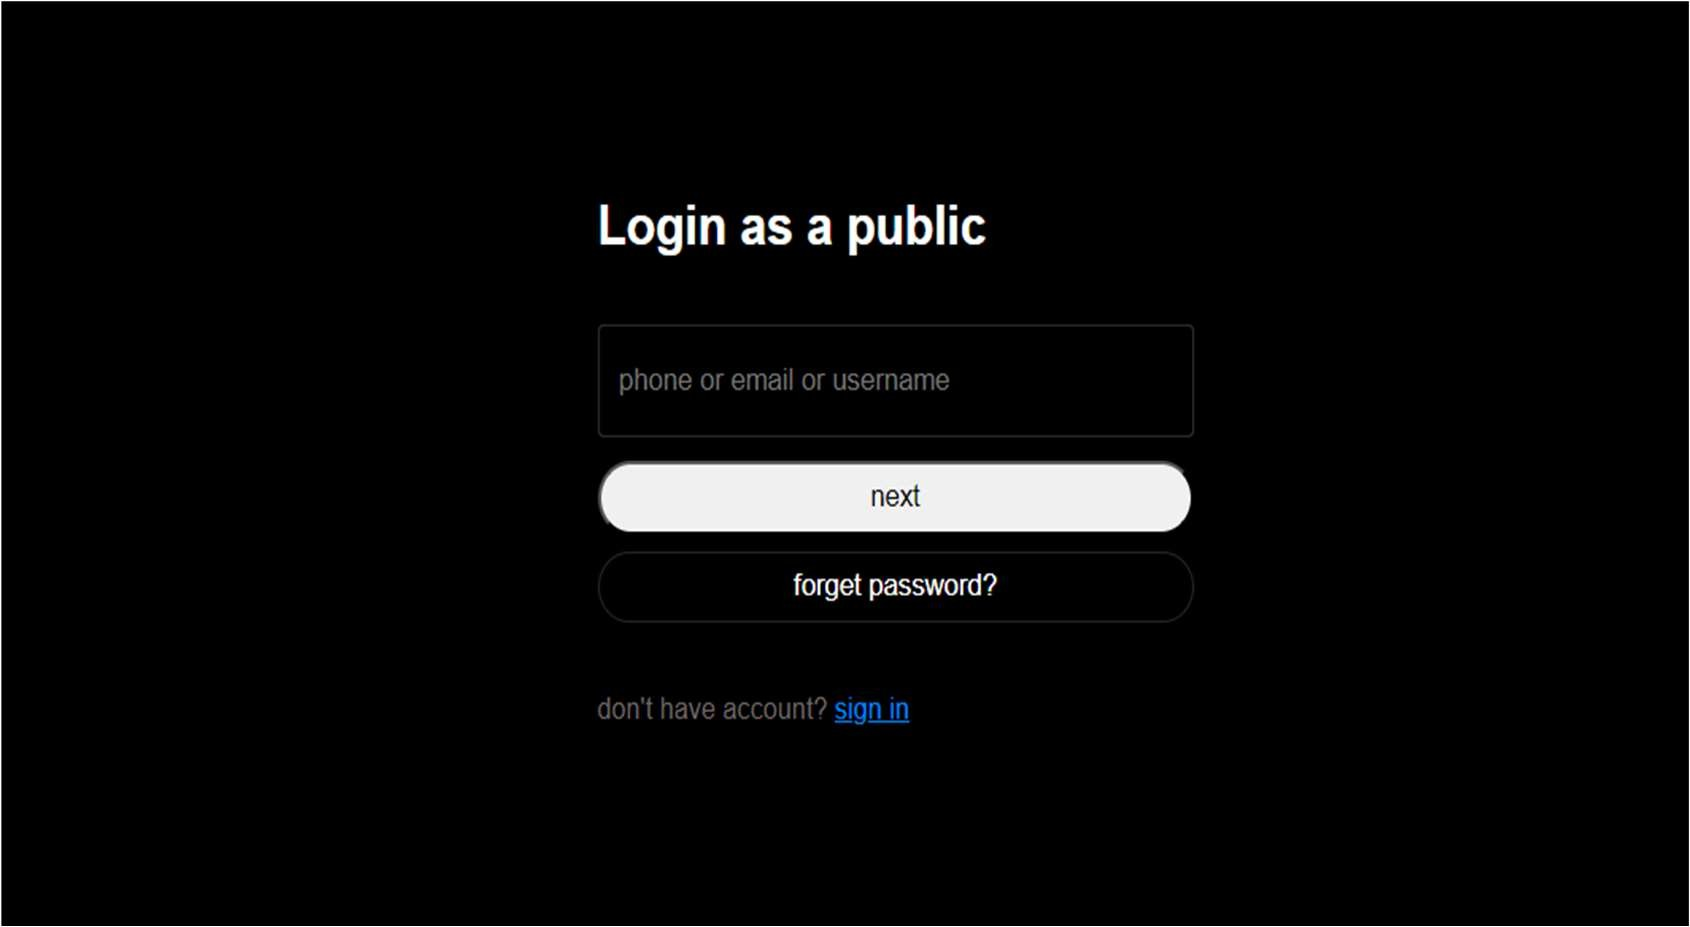 Login as a public
phone or email or username
next
forget password?
don't have account? sign in